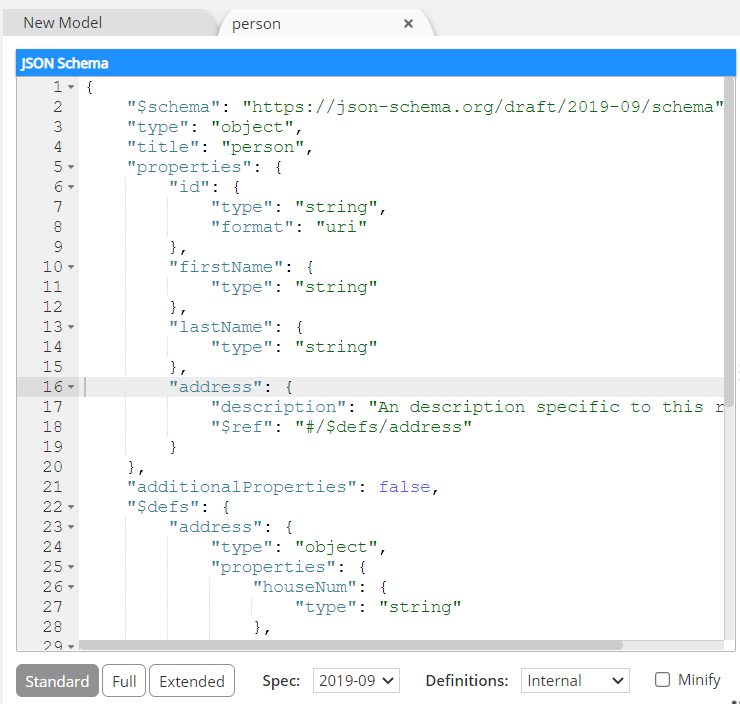 New Model
person ×
JSON Schema
1 {
2 "$schema": "https://json-schema.org/draft/2019-09/schema"
3 "type": "object",
4 "title": "person",
5 "properties": {
6 "id": {
7 "type": "string",
8 "format": "uri"
9 },
10 "firstName": {
11 "type": "string"
12 },
13 "lastName": {
14 "type": "string"
15 },
16 "address": {
17 "description": "An description specific to this r
18 "$ref": "#/$defs/address"
19 }
20 },
21 "additionalProperties": false,
22 "$defs": {
23 "address": {
24 "type": "object",
25 "properties": {
26 "houseNum": {
27 "type": "string"
28 },
29
Standard Full Extended Spec: 2019-09 Definitions: Internal Minify